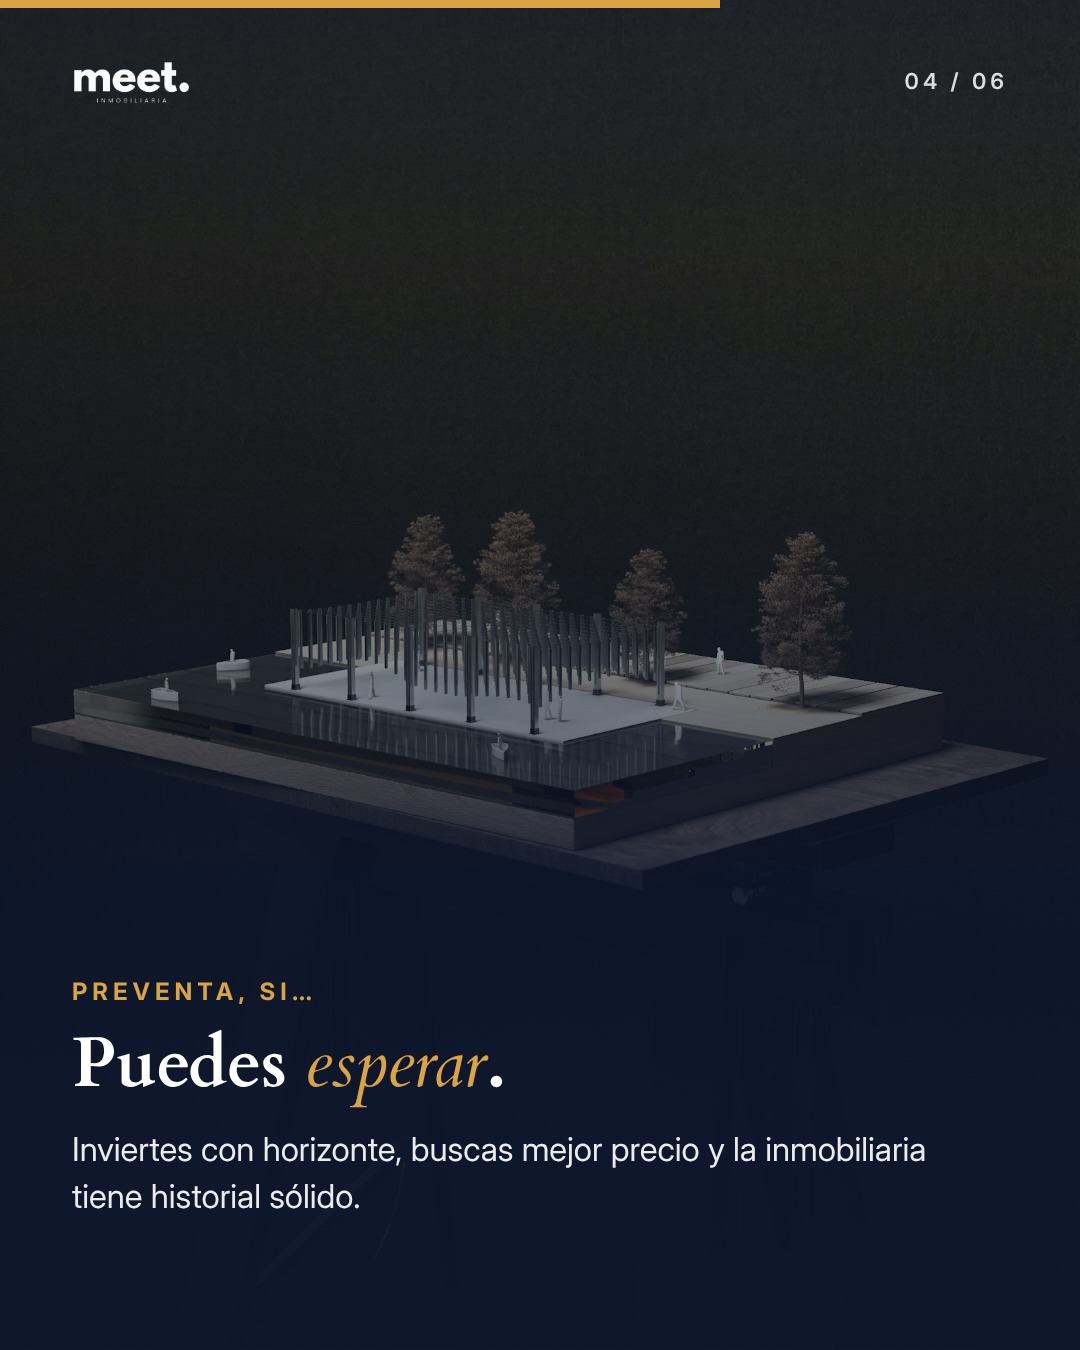 meet.
INMOBILIARIA
04 / 06
PREVENTA, SI...
Puedes esperar.
Inviertes con horizonte, buscas mejor precio y la inmobiliaria
tiene historial sólido.